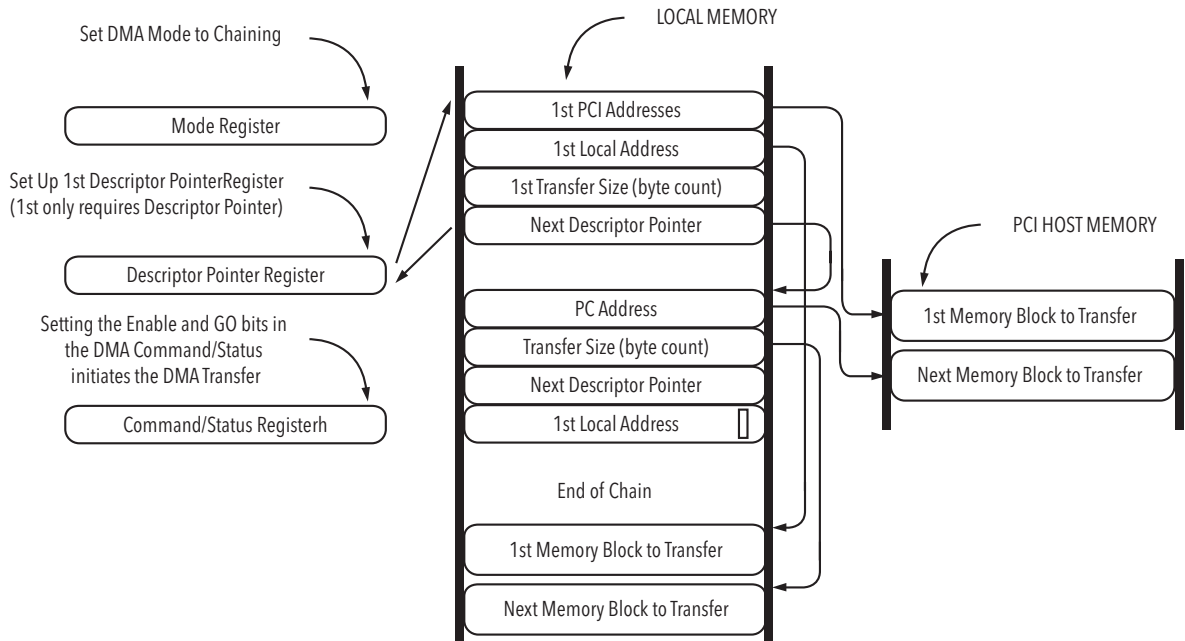 LOCAL MEMORY
Set DMA Mode to Chaining
Mode Register
Set Up 1st Descriptor PointerRegister
(1st only requires Descriptor Pointer)
Descriptor Pointer Register
Setting the Enable and GO bits in
the DMA Command/Status
initiates the DMA Transfer
Command/Status Registerh
1st PCI Addresses
1st Local Address
1st Transfer Size (byte count)
Next Descriptor Pointer
PC Address
Transfer Size (byte count)
Next Descriptor Pointer
1st Local Address
End of Chain
1st Memory Block to Transfer
Next Memory Block to Transfer
PCI HOST MEMORY
1st Memory Block to Transfer
Next Memory Block to Transfer